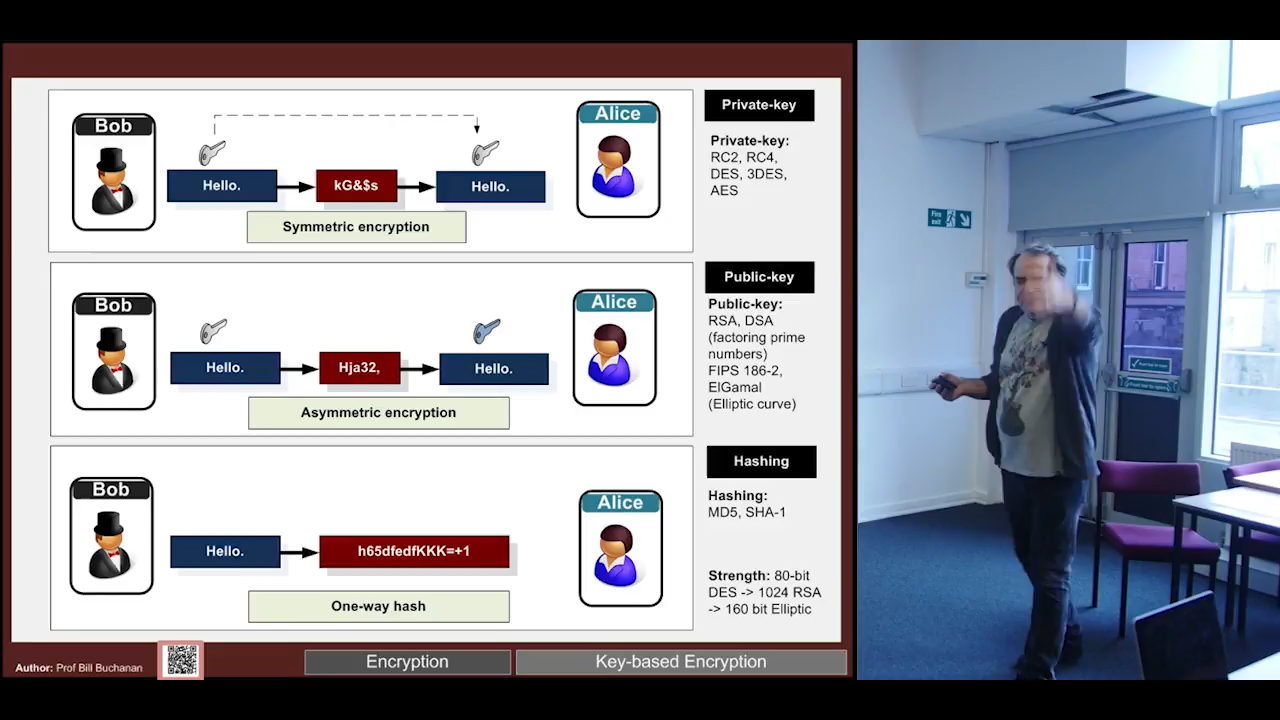 Bob
Alice
Hello.
kG&$s
Hello.
Symmetric encryption
Private-key
Private-key:
RC2, RC4,
DES, 3DES,
AES
Bob
Alice
Hello.
Hja32,
Hello.
Asymmetric encryption
Public-key
Public-key:
RSA, DSA
(factoring prime
numbers)
FIPS 186-2,
ElGamal
(Elliptic curve)
Bob
Alice
Hello.
h65dfedfKKK=+1
One-way hash
Hashing
Hashing:
MD5, SHA-1
Strength: 80-bit
DES -> 1024 RSA
-> 160 bit Elliptic
Author: Prof Bill Buchanan
Encryption
Key-based Encryption
Fire
exit